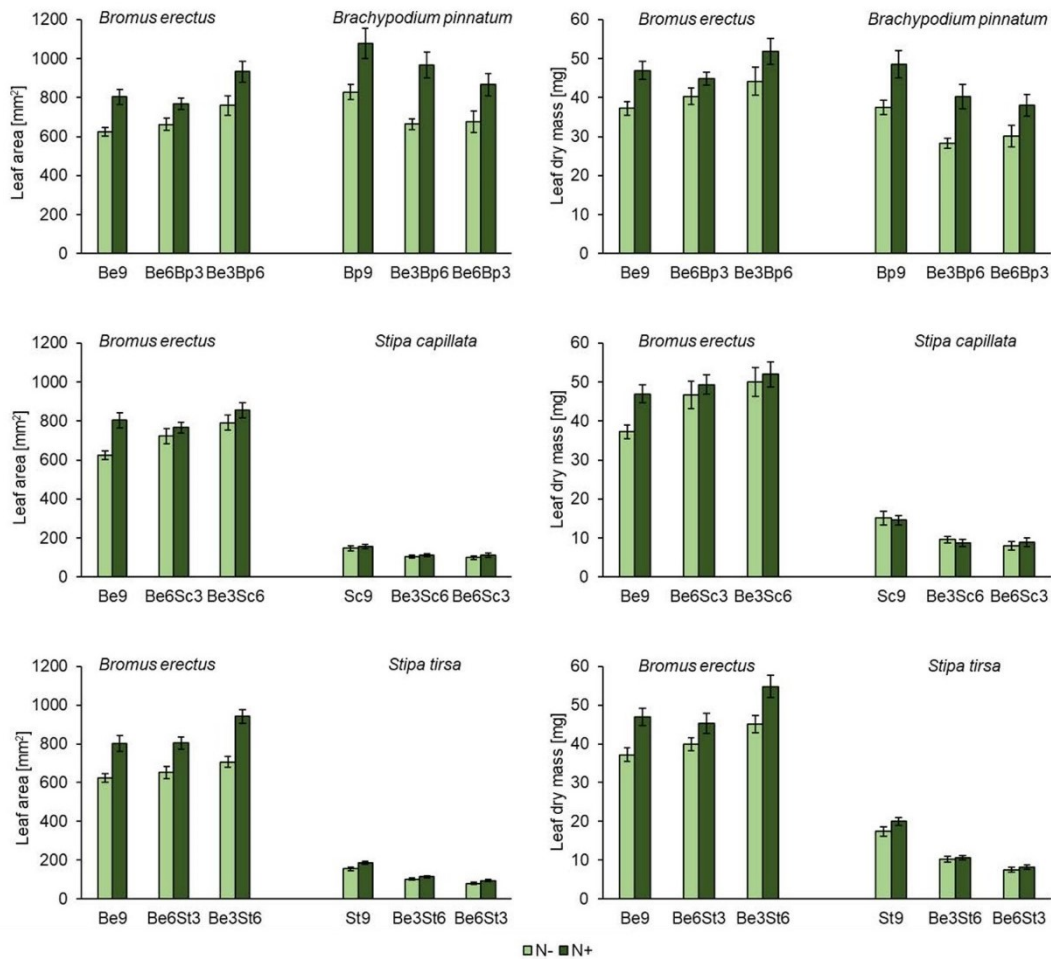 Bromus erectus Brachypodium pinnatum
Leaf area [mm²]
1200
1000
800
600
400
200
0
Be9 Be6Bp3 Be3Bp6 Bp9 Be3Bp6 Be6Bp3
Bromus erectus Brachypodium pinnatum
Leaf dry mass [mg]
60
50
40
30
20
10
0
Be9 Be6Bp3 Be3Bp6 Bp9 Be3Bp6 Be6Bp3
Bromus erectus Stipa capillata
Leaf area [mm²]
1200
1000
800
600
400
200
0
Be9 Be6Sc3 Be3Sc6 Sc9 Be3Sc6 Be6Sc3
Bromus erectus Stipa capillata
Leaf dry mass [mg]
60
50
40
30
20
10
0
Be9 Be6Sc3 Be3Sc6 Sc9 Be3Sc6 Be6Sc3
Bromus erectus Stipa tirsa
Leaf area [mm²]
1200
1000
800
600
400
200
0
Be9 Be6St3 Be3St6 St9 Be3St6 Be6St3
Bromus erectus Stipa tirsa
Leaf dry mass [mg]
60
50
40
30
20
10
0
Be9 Be6St3 Be3St6 St9 Be3St6 Be6St3
N- N+